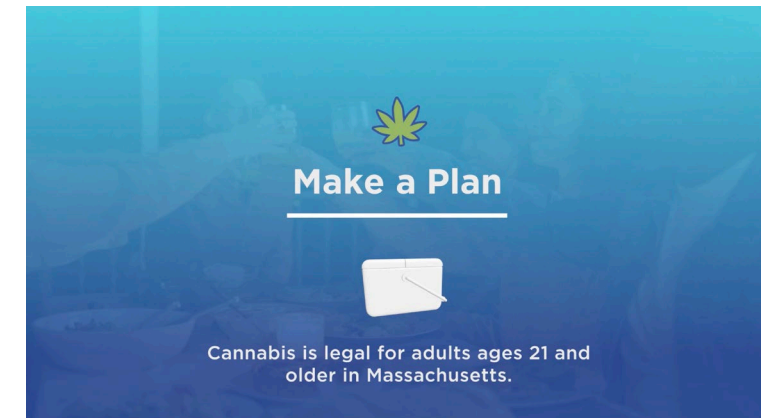 Make a Plan
Cannabis is legal for adults ages 21 and
older in Massachusetts.